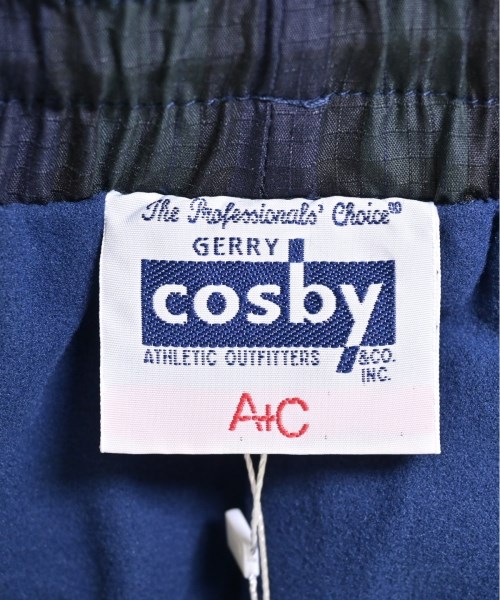 The Professionals' Choice®
GERRY
cosby
ATHLETIC OUTFITTERS &CO.
INC.
A+C